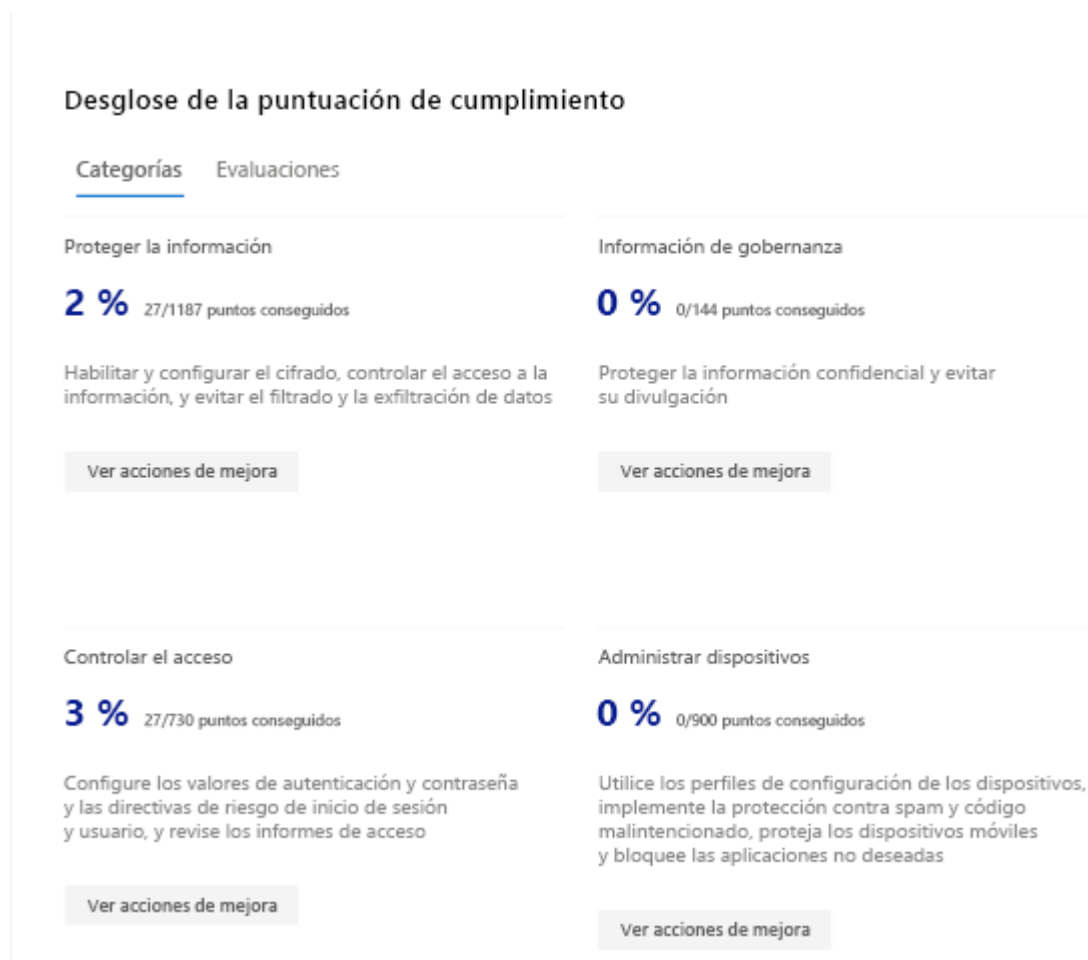 Desglose de la puntuación de cumplimiento
Categorías Evaluaciones
Proteger la información
2 % 27/1187 puntos conseguidos
Habilitar y configurar el cifrado, controlar el acceso a la
información, y evitar el filtrado y la exfiltración de datos
Ver acciones de mejora
Información de gobernanza
0 % 0/144 puntos conseguidos
Proteger la información confidencial y evitar
su divulgación
Ver acciones de mejora
Controlar el acceso
3 % 27/730 puntos conseguidos
Configure los valores de autenticación y contraseña
y las directivas de riesgo de inicio de sesión
y usuario, y revise los informes de acceso
Ver acciones de mejora
Administrar dispositivos
0 % 0/900 puntos conseguidos
Utilice los perfiles de configuración de los dispositivos,
implemente la protección contra spam y código
malintencionado, proteja los dispositivos móviles
y bloquee las aplicaciones no deseadas
Ver acciones de mejora